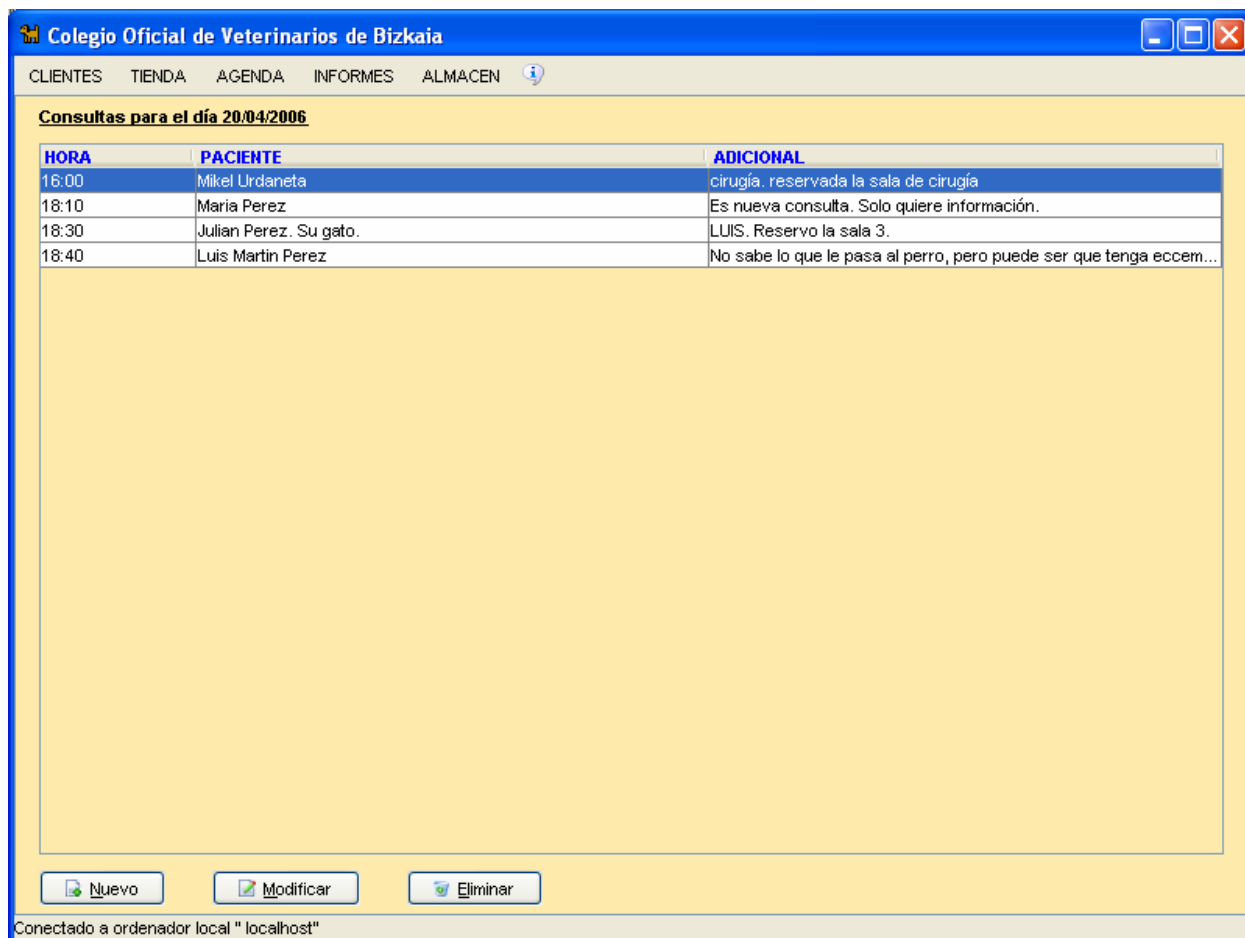 Colegio Oficial de Veterinarios de Bizkaia
CLIENTES TIENDA AGENDA INFORMES ALMACEN
Consultas para el día 20/04/2006
HORA PACIENTE ADICIONAL
16:00 Mikel Urdaneta cirugía. reservada la sala de cirugía
18:10 Maria Perez Es nueva consulta. Solo quiere información.
18:30 Julian Perez. Su gato. LUIS. Reservo la sala 3.
18:40 Luis Martin Perez No sabe lo que le pasa al perro, pero puede ser que tenga eccem...
Nuevo Modificar Eliminar
Conectado a ordenador local " localhost"